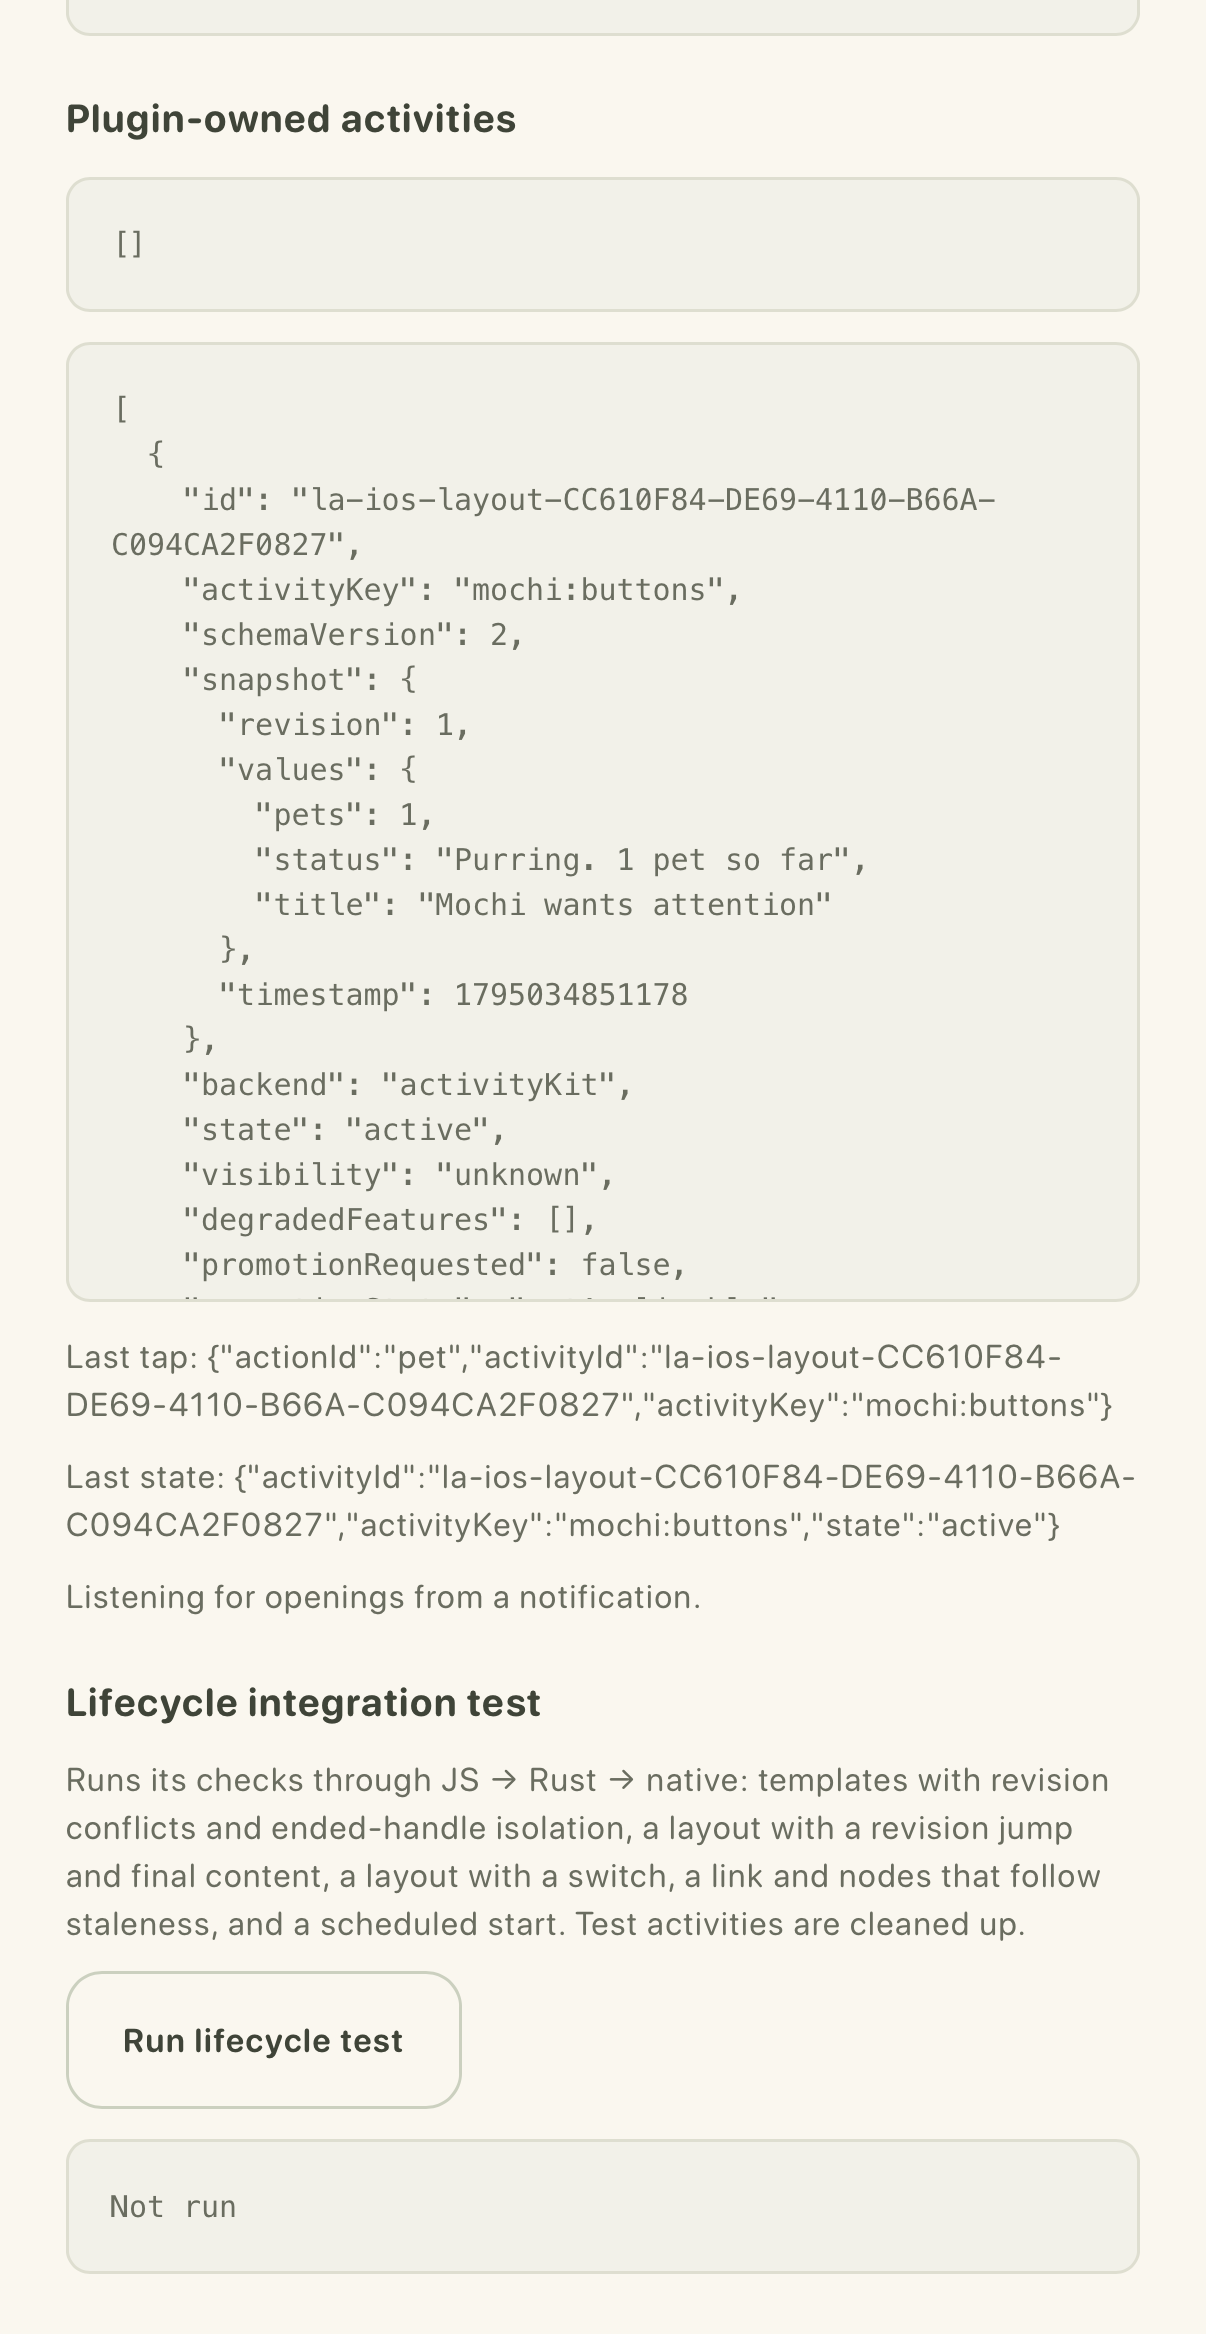 Plugin-owned activities
[]
[
  {
    "id": "la-ios-layout-CC610F84-DE69-4110-B66A-
C094CA2F0827",
    "activityKey": "mochi:buttons",
    "schemaVersion": 2,
    "snapshot": {
      "revision": 1,
      "values": {
        "pets": 1,
        "status": "Purring. 1 pet so far",
        "title": "Mochi wants attention"
      },
      "timestamp": 1795034851178
    },
    "backend": "activityKit",
    "state": "active",
    "visibility": "unknown",
    "degradedFeatures": [],
    "promotionRequested": false,
Last tap: {"actionId":"pet","activityId":"la-ios-layout-CC610F84-
DE69-4110-B66A-C094CA2F0827","activityKey":"mochi:buttons"}
Last state: {"activityId":"la-ios-layout-CC610F84-DE69-4110-B66A-
C094CA2F0827","activityKey":"mochi:buttons","state":"active"}
Listening for openings from a notification.
Lifecycle integration test
Runs its checks through JS → Rust → native: templates with revision
conflicts and ended-handle isolation, a layout with a revision jump
and final content, a layout with a switch, a link and nodes that follow
staleness, and a scheduled start. Test activities are cleaned up.
Run lifecycle test
Not run